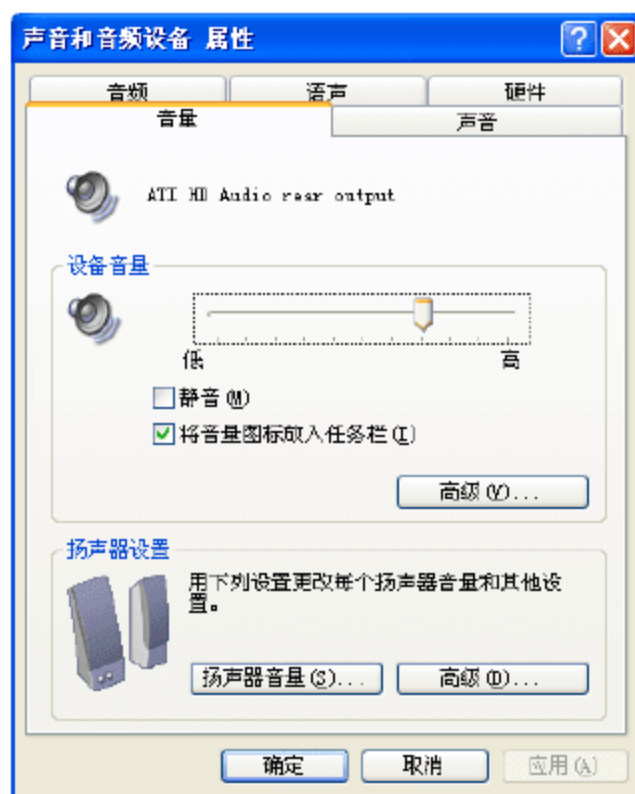 声音和音频设备 属性
音频 语声 硬件
音量 声音
ATI HD Audio rear output
设备音量
低 高
静音(M)
将音量图标放入任务栏(I)
高级(V)...
扬声器设置
用下列设置更改每个扬声器音量和其他设
置。
扬声器音量(S)... 高级(D)...
确定 取消 应用(A)